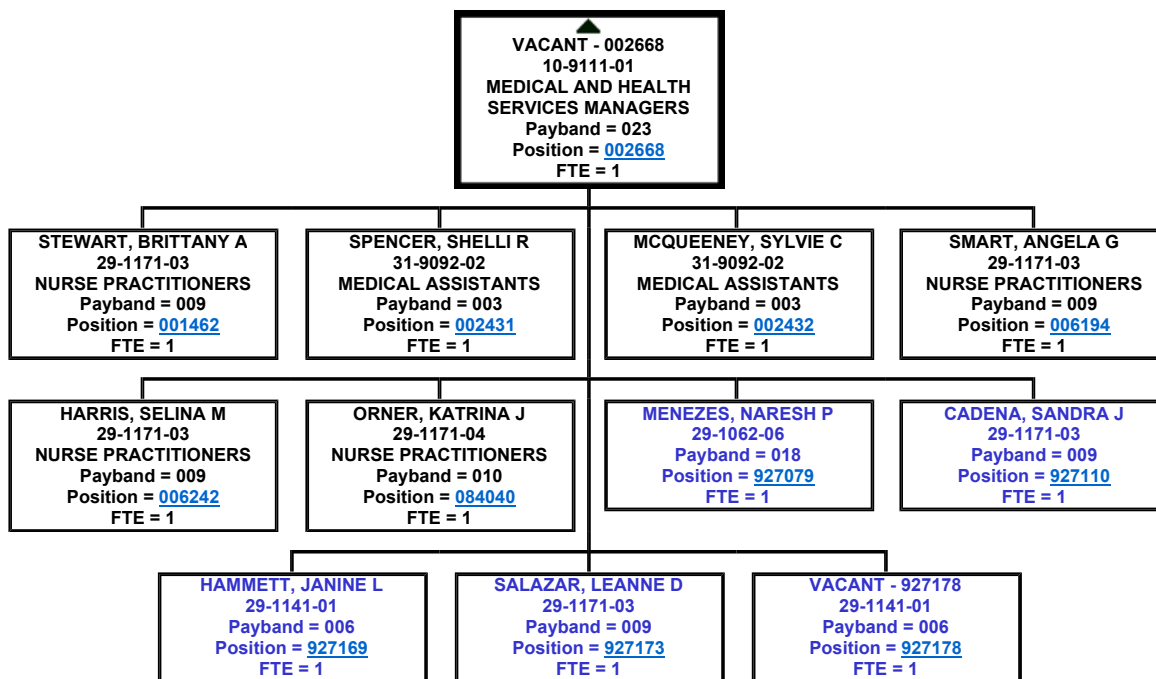 VACANT - 002668
10-9111-01
MEDICAL AND HEALTH
SERVICES MANAGERS
Payband = 023
Position = 002668
FTE = 1
STEWART, BRITTANY A
29-1171-03
NURSE PRACTITIONERS
Payband = 009
Position = 001462
FTE = 1
SPENCER, SHELLI R
31-9092-02
MEDICAL ASSISTANTS
Payband = 003
Position = 002431
FTE = 1
MCQUEENEY, SYLVIE C
31-9092-02
MEDICAL ASSISTANTS
Payband = 003
Position = 002432
FTE = 1
SMART, ANGELA G
29-1171-03
NURSE PRACTITIONERS
Payband = 009
Position = 006194
FTE = 1
HARRIS, SELINA M
29-1171-03
NURSE PRACTITIONERS
Payband = 009
Position = 006242
FTE = 1
ORNER, KATRINA J
29-1171-04
NURSE PRACTITIONERS
Payband = 010
Position = 084040
FTE = 1
MENEZES, NARESH P
29-1062-06
Payband = 018
Position = 927079
FTE = 1
CADENA, SANDRA J
29-1171-03
Payband = 009
Position = 927110
FTE = 1
HAMMETT, JANINE L
29-1141-01
Payband = 006
Position = 927169
FTE = 1
SALAZAR, LEANNE D
29-1171-03
Payband = 009
Position = 927173
FTE = 1
VACANT - 927178
29-1141-01
Payband = 006
Position = 927178
FTE = 1